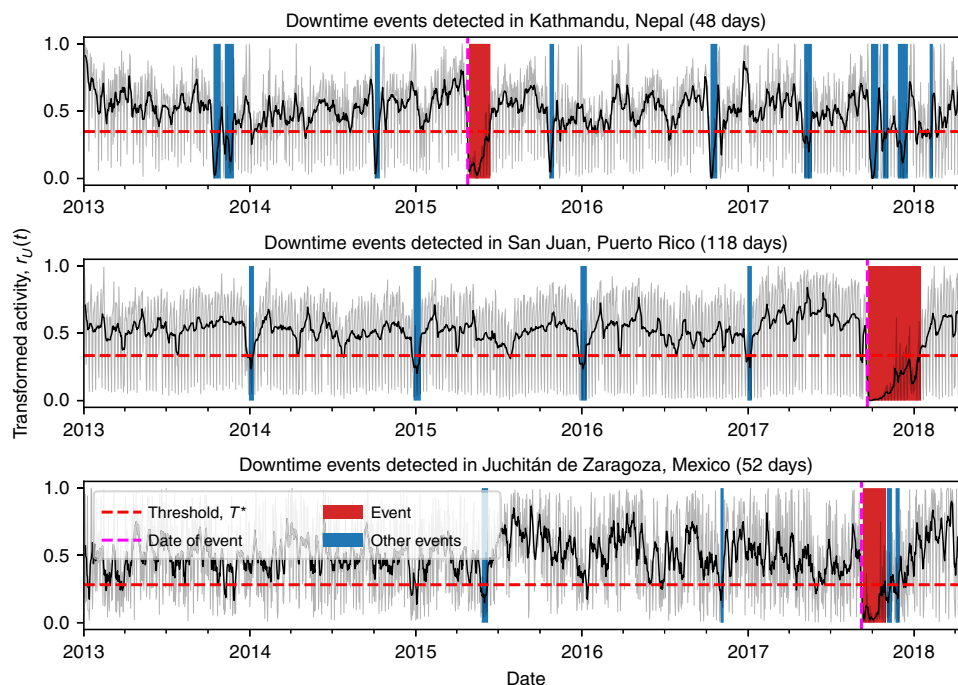 Downtime events detected in Kathmandu, Nepal (48 days)
1.0
0.5
0.0
2013 2014 2015 2016 2017 2018
Downtime events detected in San Juan, Puerto Rico (118 days)
Transformed activity, r_U(t)
1.0
0.5
0.0
2013 2014 2015 2016 2017 2018
Downtime events detected in Juchitán de Zaragoza, Mexico (52 days)
1.0
0.5
0.0
Threshold, T* Event
Date of event Other events
2013 2014 2015 2016 2017 2018
Date